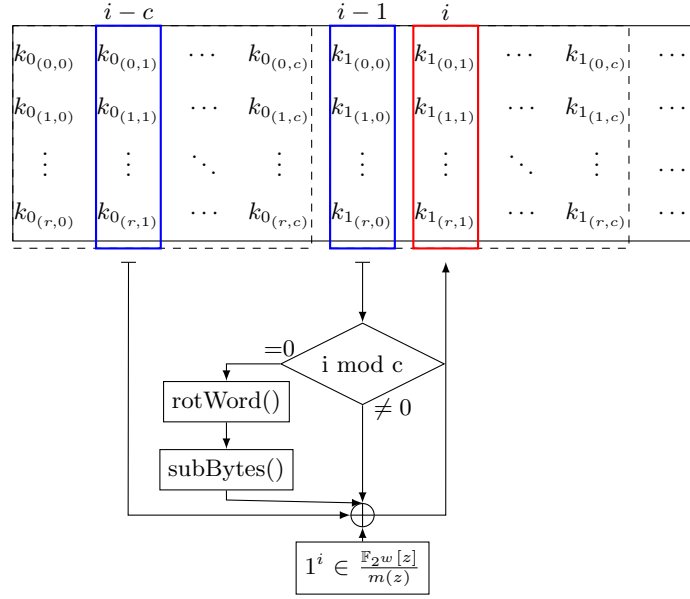 i − c i − 1 i
k₀₍₀,₀₎ k₀₍₀,₁₎ ⋯ k₀₍₀,c₎ k₁₍₀,₀₎ k₁₍₀,₁₎ ⋯ k₁₍₀,c₎ ⋯
k₀₍₁,₀₎ k₀₍₁,₁₎ ⋯ k₀₍₁,c₎ k₁₍₁,₀₎ k₁₍₁,₁₎ ⋯ k₁₍₁,c₎ ⋯
⋮ ⋮ ⋱ ⋮ ⋮ ⋮ ⋱ ⋮ ⋯
k₀₍r,₀₎ k₀₍r,₁₎ ⋯ k₀₍r,c₎ k₁₍r,₀₎ k₁₍r,₁₎ ⋯ k₁₍r,c₎ ⋯
=0
i mod c
rotWord()
≠ 0
subBytes()
1^i ∈ 𝔽_{2^w}[z] / m(z)